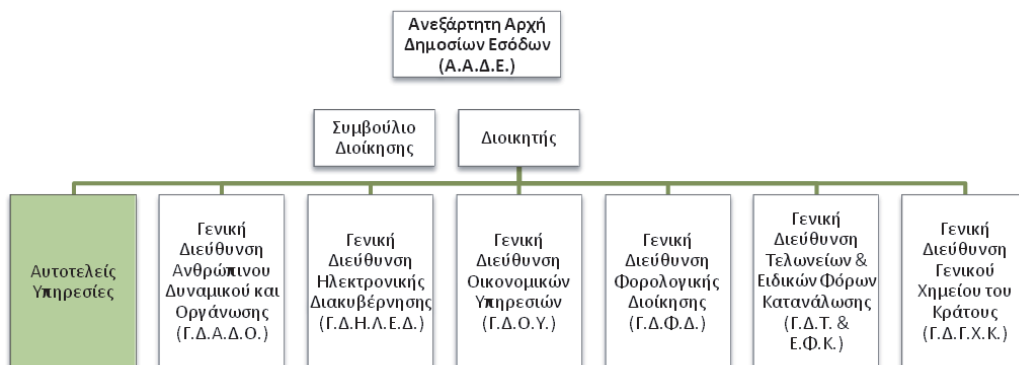 Ανεξάρτητη Αρχή
Δημοσίων Εσόδων
(Α.Α.Δ.Ε.)
Συμβούλιο
Διοίκησης
Διοικητής
Αυτοτελείς
Υπηρεσίες
Γενική
Διεύθυνση
Ανθρώπινου
Δυναμικού και
Οργάνωσης
(Γ.Δ.Α.Δ.Ο.)
Γενική
Διεύθυνση
Ηλεκτρονικής
Διακυβέρνησης
(Γ.Δ.Η.Λ.Ε.Δ.)
Γενική
Διεύθυνση
Οικονομικών
Υπηρεσιών
(Γ.Δ.Ο.Υ.)
Γενική
Διεύθυνση
Φορολογικής
Διοίκησης
(Γ.Δ.Φ.Δ.)
Γενική
Διεύθυνση
Τελωνείων &
Ειδικών Φόρων
Κατανάλωσης
(Γ.Δ.Τ. &
Ε.Φ.Κ.)
Γενική
Διεύθυνση
Γενικού
Χημείου του
Κράτους
(Γ.Δ.Γ.Χ.Κ.)